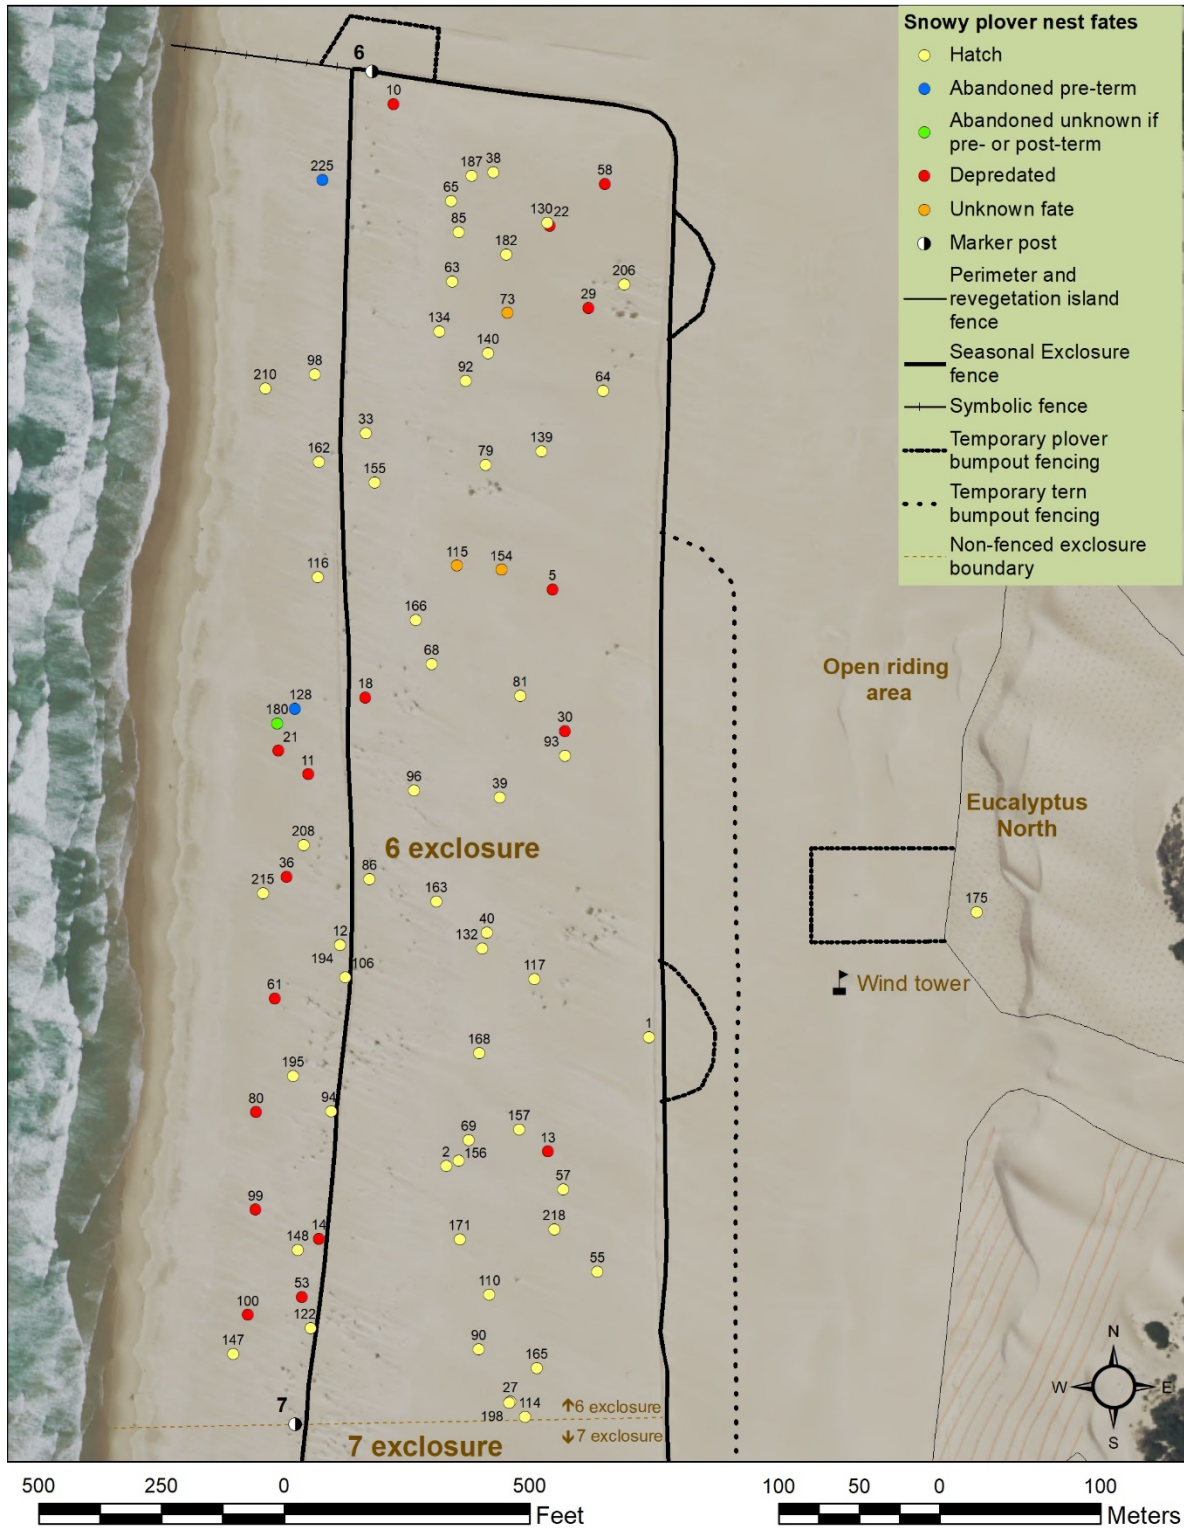 Snowy plover nest fates
Hatch
Abandoned pre-term
Abandoned unknown if
pre- or post-term
Depredated
Unknown fate
Marker post
Perimeter and
revegetation island
fence
Seasonal Exclosure
fence
Symbolic fence
Temporary plover
bumpout fencing
Temporary tern
bumpout fencing
Non-fenced exclosure
boundary
6
10
225
187
38
58
65
130
22
85
182
63
206
73
29
134
140
98
92
210
64
33
139
162
79
155
115
154
5
116
166
68
Open riding
area
18
81
128
180
30
21
93
11
96
39
Eucalyptus
North
208
6 exclosure
36
86
215
163
175
40
12
132
194
106
117
61
Wind tower
1
168
195
80
94
157
69
13
2
156
57
99
14
171
218
148
55
53
110
100
122
90
147
165
N
W
E
S
27
114
198
6 exclosure
7
7 exclosure
7 exclosure
500
250
0
500
Feet
100
50
0
100
Meters